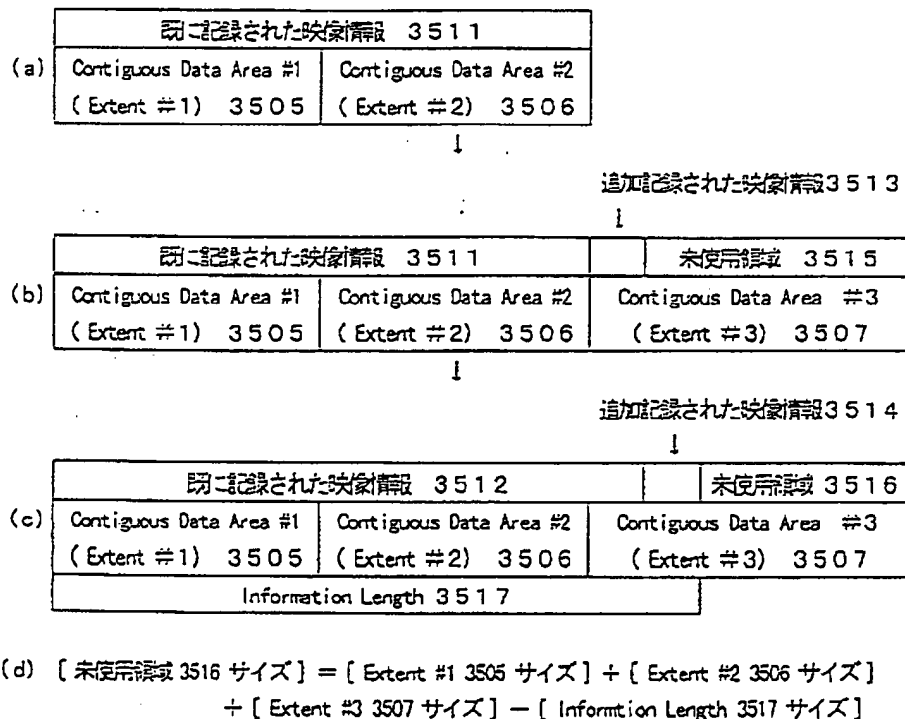 既に記録された映像情報 3511
(a)
Contiguous Data Area #1
(Extent #1) 3505
Contiguous Data Area #2
(Extent #2) 3506
↓
追加記録された映像情報3513
↓
既に記録された映像情報 3511
未使用領域 3515
(b)
Contiguous Data Area #1
(Extent #1) 3505
Contiguous Data Area #2
(Extent #2) 3506
Contiguous Data Area #3
(Extent #3) 3507
↓
追加記録された映像情報3514
↓
既に記録された映像情報 3512
未使用領域 3516
(c)
Contiguous Data Area #1
(Extent #1) 3505
Contiguous Data Area #2
(Extent #2) 3506
Contiguous Data Area #3
(Extent #3) 3507
Information Length 3517
(d) [未使用領域 3516 サイズ] = [Extent #1 3505 サイズ] + [Extent #2 3506 サイズ]
+ [Extent #3 3507 サイズ] − [Informtion Length 3517 サイズ]